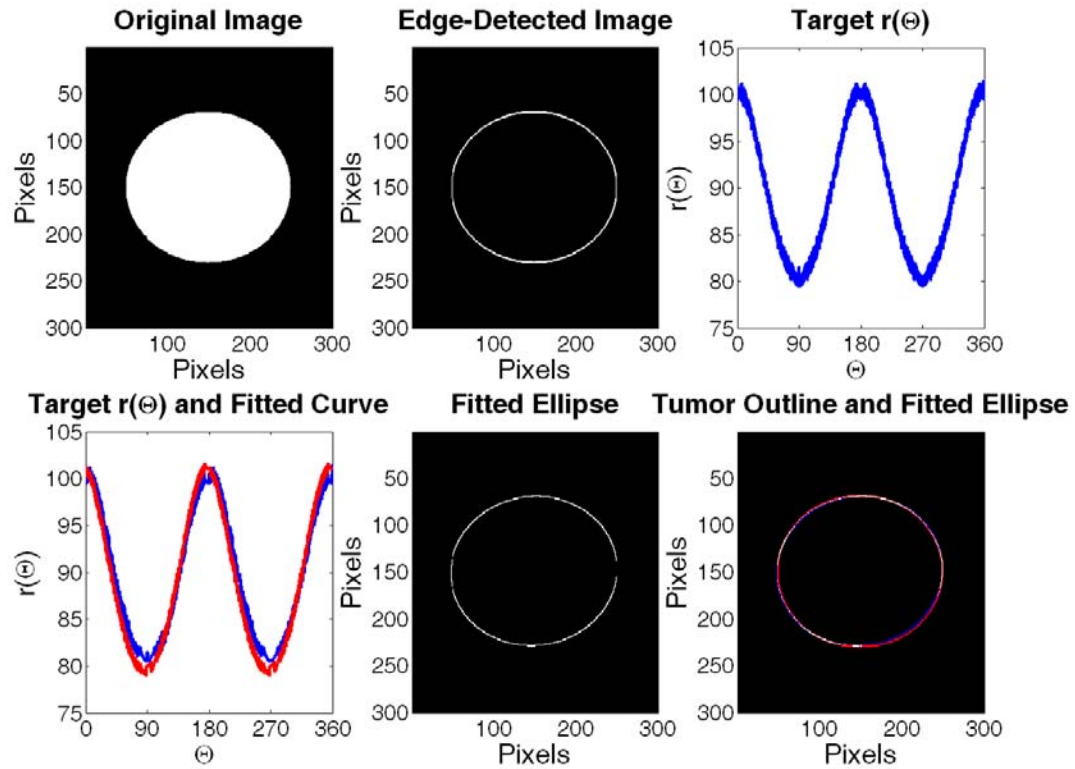 Original Image
50
100
150
200
250
300
Pixels
100 200 300
Pixels
Edge-Detected Image
50
100
150
200
250
300
Pixels
100 200 300
Pixels
Target r(Θ)
105
100
95
90
85
80
75
r(Θ)
0 90 180 270 360
Θ
Target r(Θ) and Fitted Curve
105
100
95
90
85
80
75
r(Θ)
0 90 180 270 360
Θ
Fitted Ellipse
50
100
150
200
250
300
Pixels
100 200 300
Pixels
Tumor Outline and Fitted Ellipse
50
100
150
200
250
300
Pixels
100 200 300
Pixels